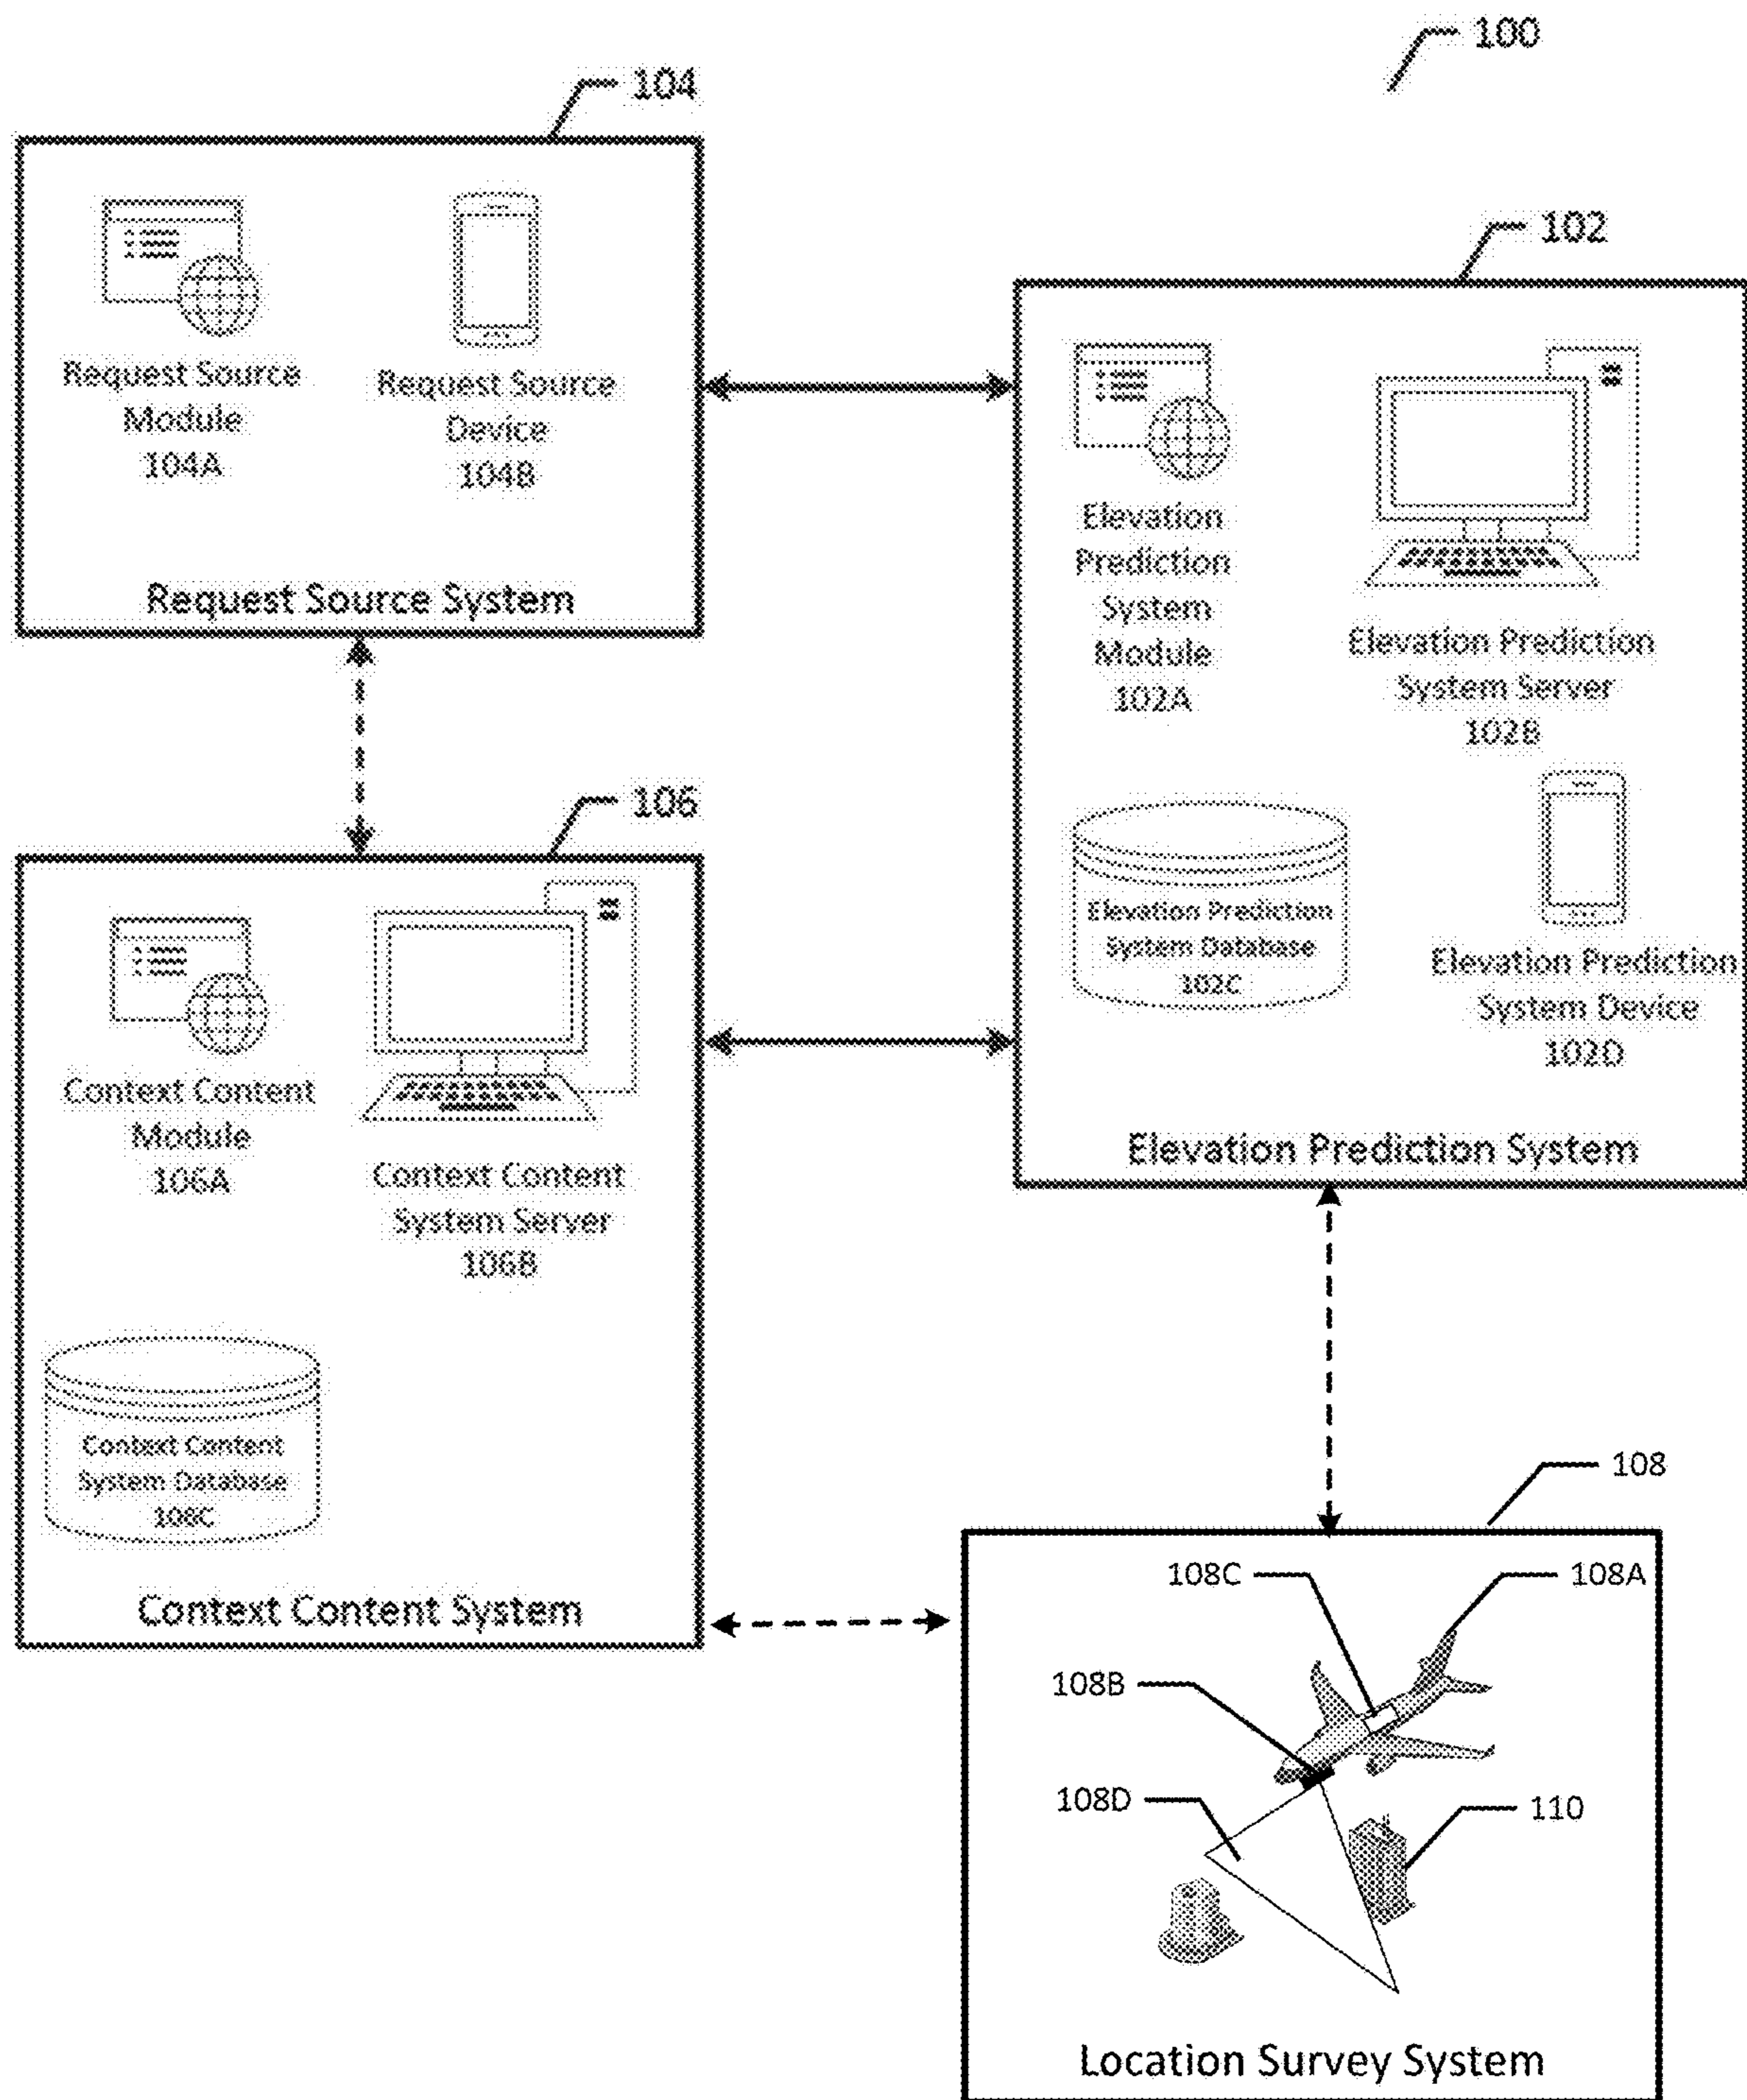 100
104
Request Source
Module
104A
Request Source
Device
104B
Request Source System
102
Elevation
Prediction
System
Module
102A
Elevation Prediction
System Server
102B
Elevation Prediction
System Database
102C
Elevation Prediction
System Device
102D
Elevation Prediction System
106
Context Content
Module
106A
Context Content
System Server
106B
Context Content
System Database
108C
Context Content System
108
108C
108A
108B
108D
110
Location Survey System